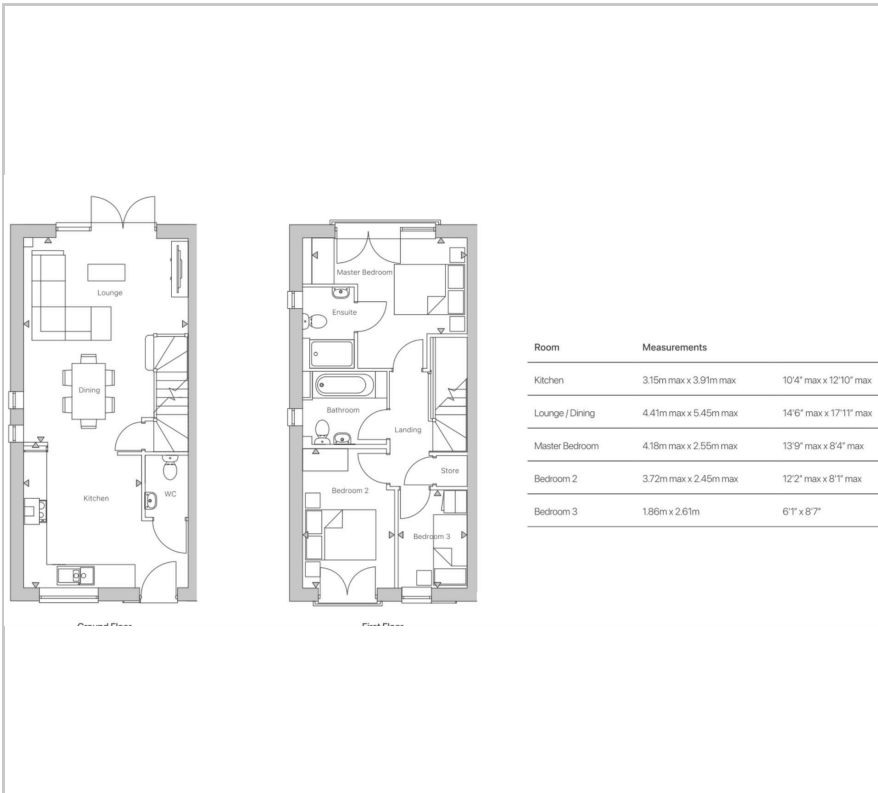 Lounge
Dining
Kitchen
WC
Ground Floor
Master Bedroom
Ensuite
Bathroom
Landing
Store
Bedroom 2
Bedroom 3
First Floor
Room Measurements
Kitchen 3.15m max x 3.91m max 10'4" max x 12'10" max
Lounge / Dining 4.41m max x 5.45m max 14'6" max x 17'11" max
Master Bedroom 4.18m max x 2.55m max 13'9" max x 8'4" max
Bedroom 2 3.72m max x 2.45m max 12'2" max x 8'1" max
Bedroom 3 1.86m x 2.61m 6'1" x 8'7"